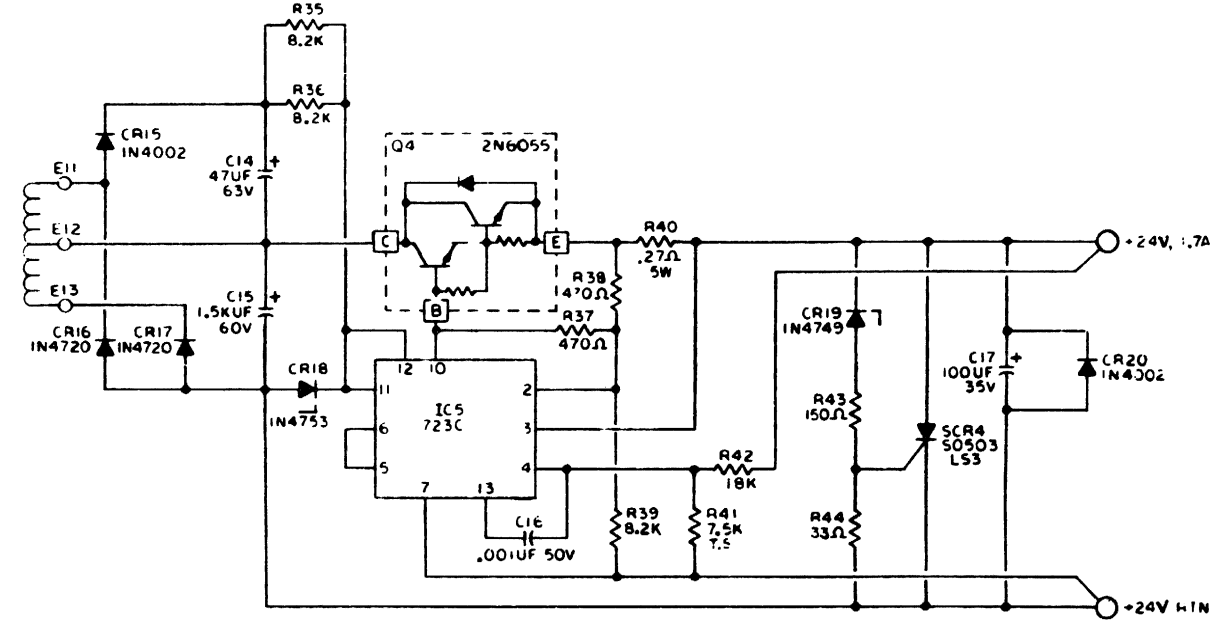 R35
8.2K
R36
8.2K
CR15
1N4002
Q4 2N6055
E11
C14
+
47UF
63V
E12
C
E
R40
.27Ω
5W
+24V, 1.7A
R38
470Ω
E13
C15
+
1.5KUF
60V
B
R37
470Ω
CR19
1N4749
CR16
1N4720
CR17
1N4720
12 10
CR18
1N4753
11
2
IC5
723C
6
3
5
4
7
13
C17
+
100UF
35V
CR20
1N4002
R43
150Ω
SCR4
S0503
LS3
R42
18K
C16
.001UF 50V
R39
8.2K
R41
7.5K
T.S
R44
33Ω
+24V